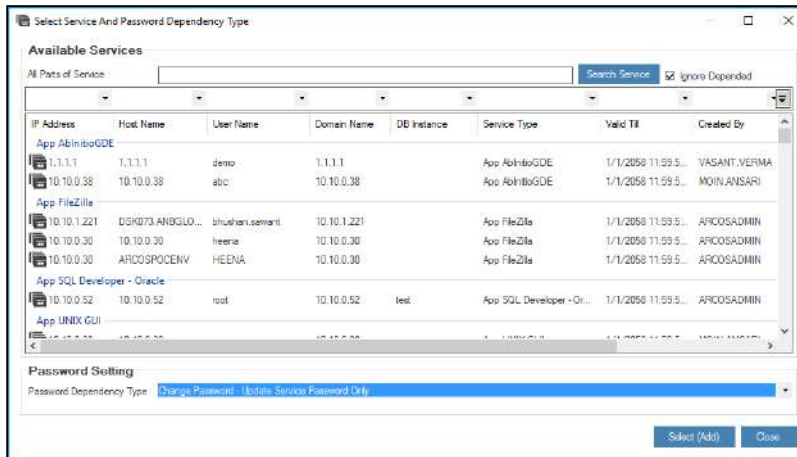 Select Service And Password Dependency Type
Available Services
All Parts of Service Search Service Ignore Depended
IP Address Host Name User Name Domain Name DB Instance Service Type Valid Till Created By
App AbInitioGDE
1.1.1.1 1.1.1.1 demo 1.1.1.1 App AbInitioGDE 1/1/2058 11:59:5... VASANT.VERMA
10.10.0.38 10.10.0.38 abc 10.10.0.38 App AbInitioGDE 1/1/2058 11:59:5... MOIN.ANSARI
App FileZilla
10.10.1.221 DSK073.ANBGLO... bhushan.sawant 10.10.1.221 App FileZilla 1/1/2058 11:59:5... ARCOSADMIN
10.10.0.30 10.10.0.30 heena 10.10.0.30 App FileZilla 1/1/2058 11:59:5... ARCOSADMIN
10.10.0.30 ARCOSPOCENV HEENA 10.10.0.30 App FileZilla 1/1/2058 11:59:5... ARCOSADMIN
App SQL Developer - Oracle
10.10.0.52 10.10.0.52 root 10.10.0.52 test App SQL Developer - Or... 1/1/2058 11:59:5... ARCOSADMIN
App UNIX GUI
Password Setting
Password Dependency Type Change Password - Update Service Password Only
Select (Add) Close